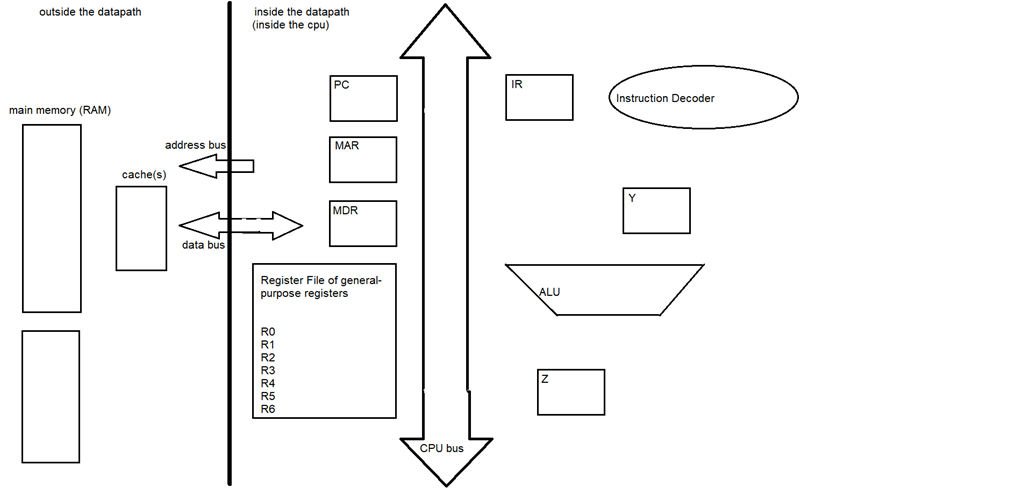 outside the datapath
inside the datapath
(inside the cpu)
main memory (RAM)
address bus
cache(s)
data bus
PC
MAR
MDR
Register File of general-
purpose registers
R0
R1
R2
R3
R4
R5
R6
CPU bus
IR
Instruction Decoder
Y
ALU
Z